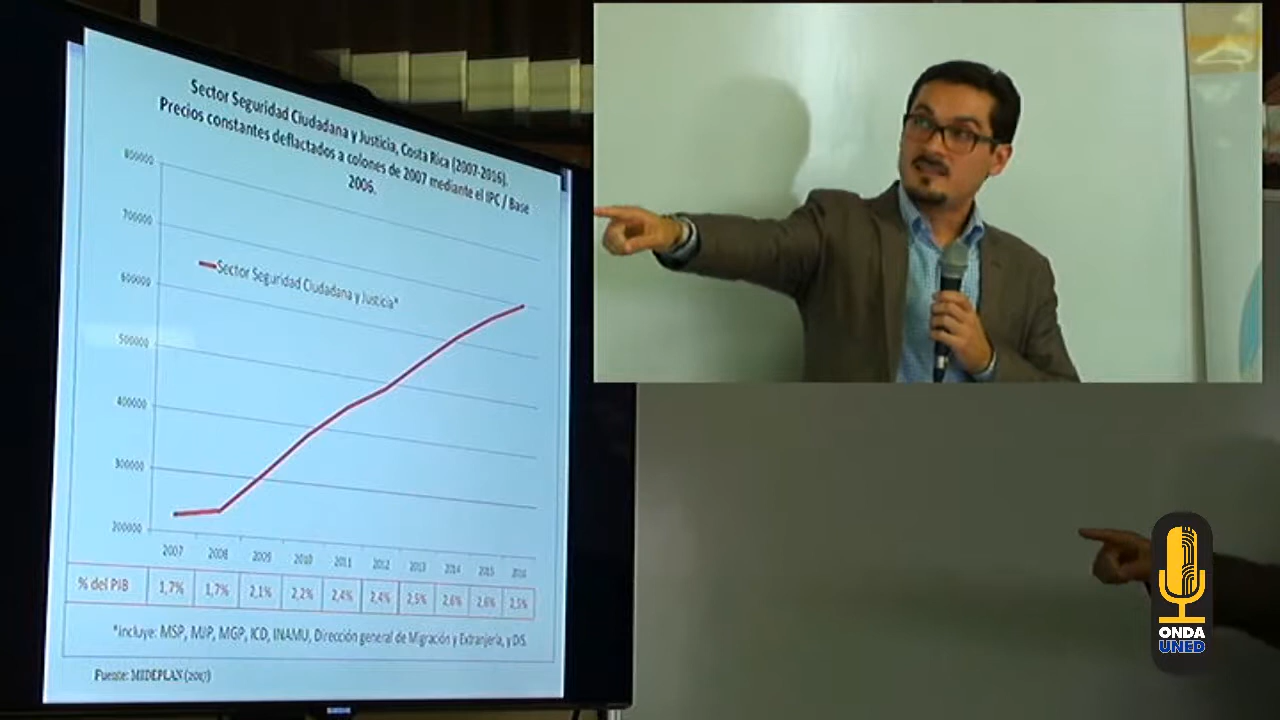 Sector Seguridad Ciudadana y Justicia, Costa Rica (2007-2016).
Precios constantes deflactados a colones de 2007 mediante el IPC / Base
2006.
800000
700000
Sector Seguridad Ciudadana y Justicia*
600000
500000
400000
300000
200000
2007 2008 2009 2010 2011 2012 2013 2014 2015 2016
% del PIB 1,7% 1,7% 2,1% 2,2% 2,4% 2,4% 2,5% 2,6% 2,6% 2,5%
*Incluye: MSP, MJP, MGP, ICD, INAMU, Dirección general de Migración y Extranjería, y DIS.
Fuente: MIDEPLAN (2017)
ONDA
UNED